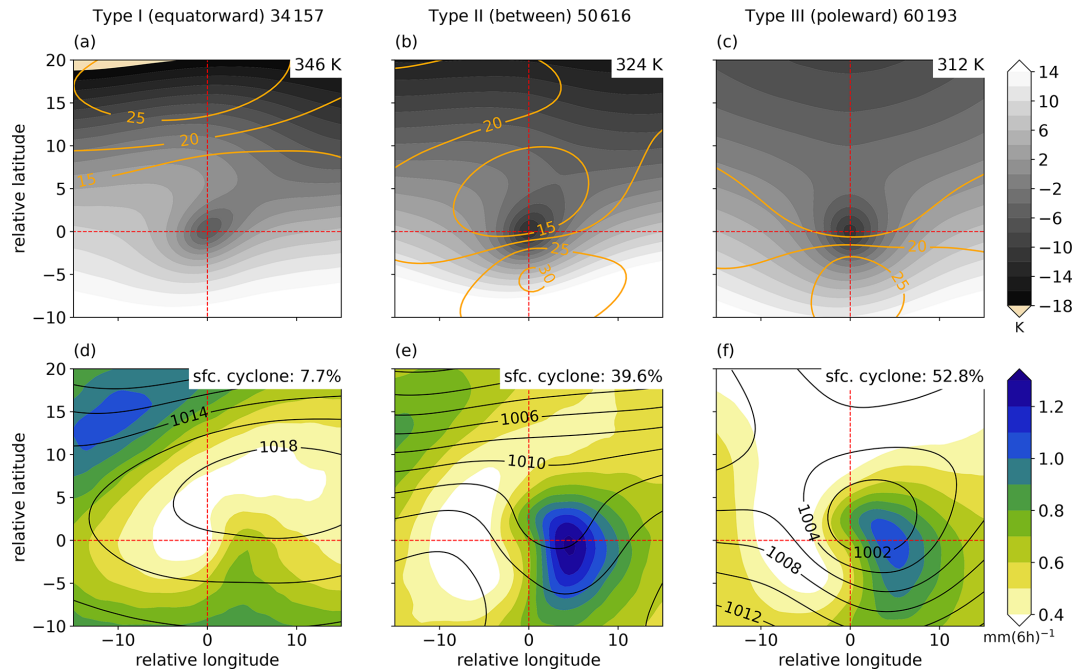 Type I (equatorward) 34157
Type II (between) 50616
Type III (poleward) 60193
(a)
346 K
25
20
15
20
15
10
5
0
−5
−10
relative latitude
(b)
324 K
20
15
25
30
(c)
312 K
20
25
14
10
6
2
−2
−6
−10
−14
−18
K
(d)
sfc. cyclone: 7.7%
1014
1018
20
15
10
5
0
−5
−10
relative latitude
−10
0
10
relative longitude
(e)
sfc. cyclone: 39.6%
1006
1010
−10
0
10
relative longitude
(f)
sfc. cyclone: 52.8%
1004
1002
1008
1012
−10
0
10
relative longitude
1.2
1.0
0.8
0.6
0.4
mm(6h)⁻¹